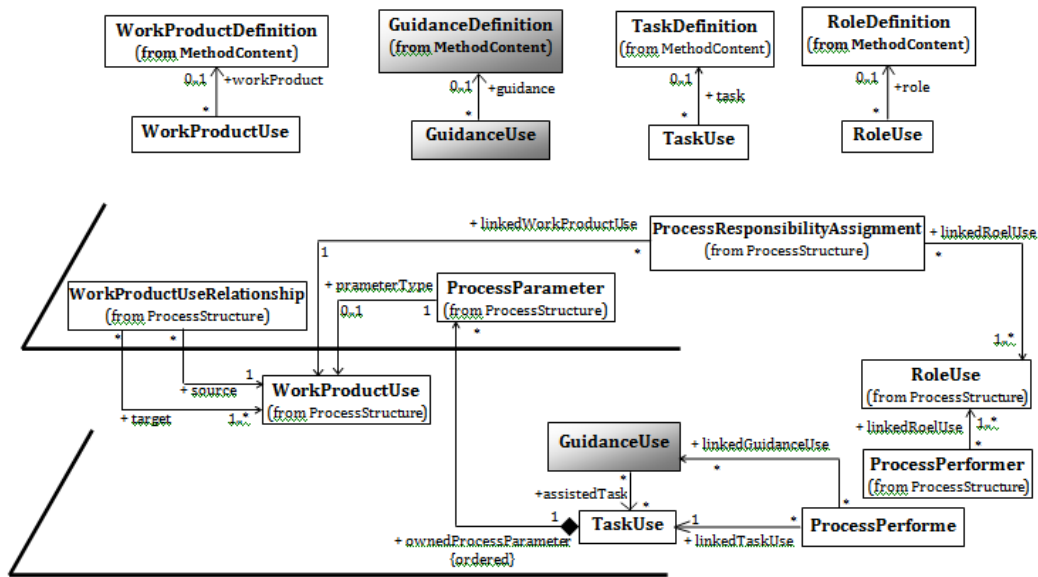 WorkProductDefinition
(from MethodContent)
0..1
+workProduct
*
WorkProductUse
GuidanceDefinition
(from MethodContent)
0..1
+guidance
*
GuidanceUse
TaskDefinition
(from MethodContent)
0..1
+ task
*
TaskUse
RoleDefinition
(from MethodContent)
0..1
+role
*
RoleUse
+ linkedWorkProductUse
1
*
ProcessResponsibilityAssignment
(from ProcessStructure)
+ linkedRoelUse
*
1..*
WorkProductUseRelationship
(from ProcessStructure)
*
*
+ prameterType
0..1
1
ProcessParameter
(from ProcessStructure)
*
+ source
1
+ target
1..*
WorkProductUse
(from ProcessStructure)
RoleUse
(from ProcessStructure)
+linkedRoelUse
1..*
*
ProcessPerformer
(from ProcessStructure)
GuidanceUse
+ linkedGuidanceUse
*
*
+assistedTask
*
*
1
TaskUse
1
*
+ linkedTaskUse
ProcessPerforme
+ ownedProcessParameter
{ordered}